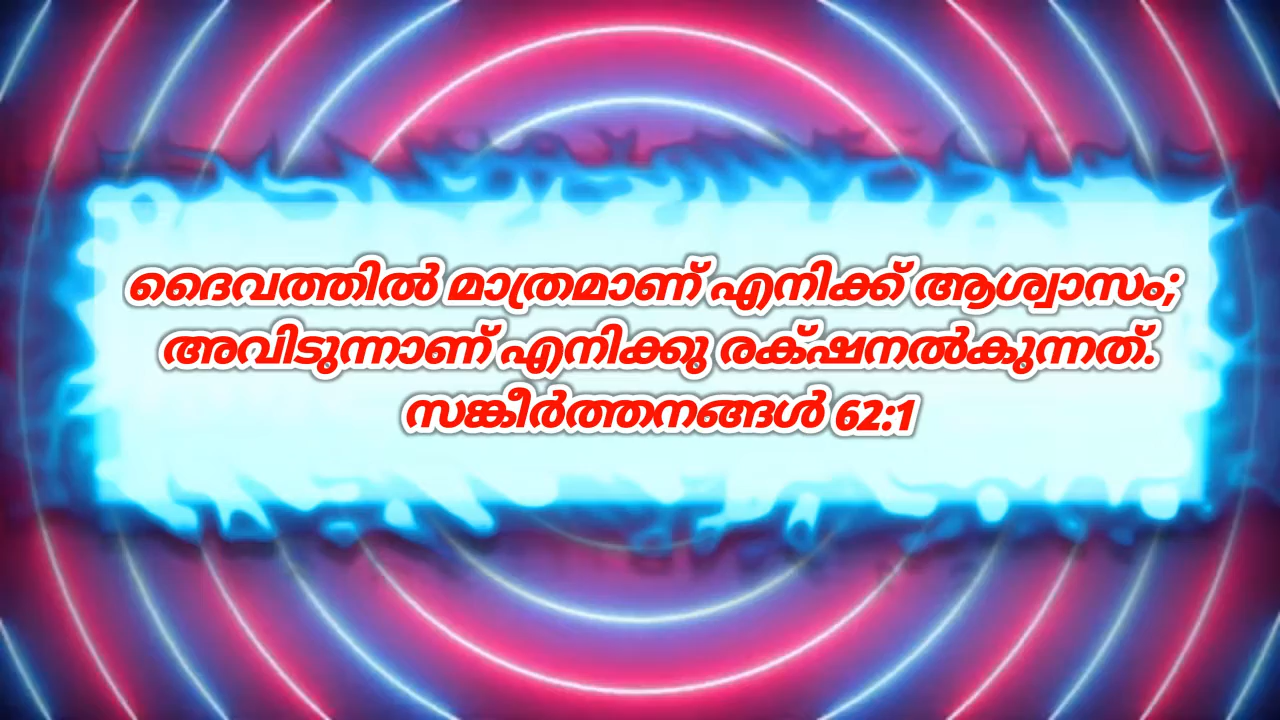 ദൈവത്തിൽ മാത്രമാണ് എനിക്ക് ആശ്വാസം;
അവിടുന്നാണ് എനിക്കു രക്‌ഷനൽകുന്നത്.
സങ്കീർത്തനങ്ങൾ 62:1